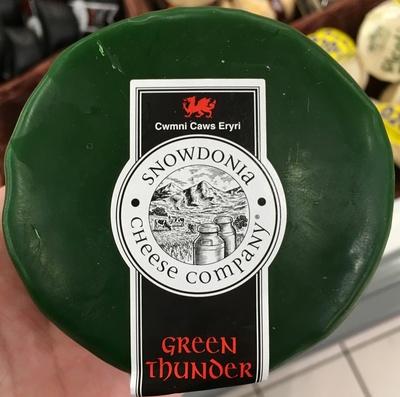 Cwmni Caws Eryri
SNOWDONIA
CHEESE COMPANY®
GREEN
THUNDER